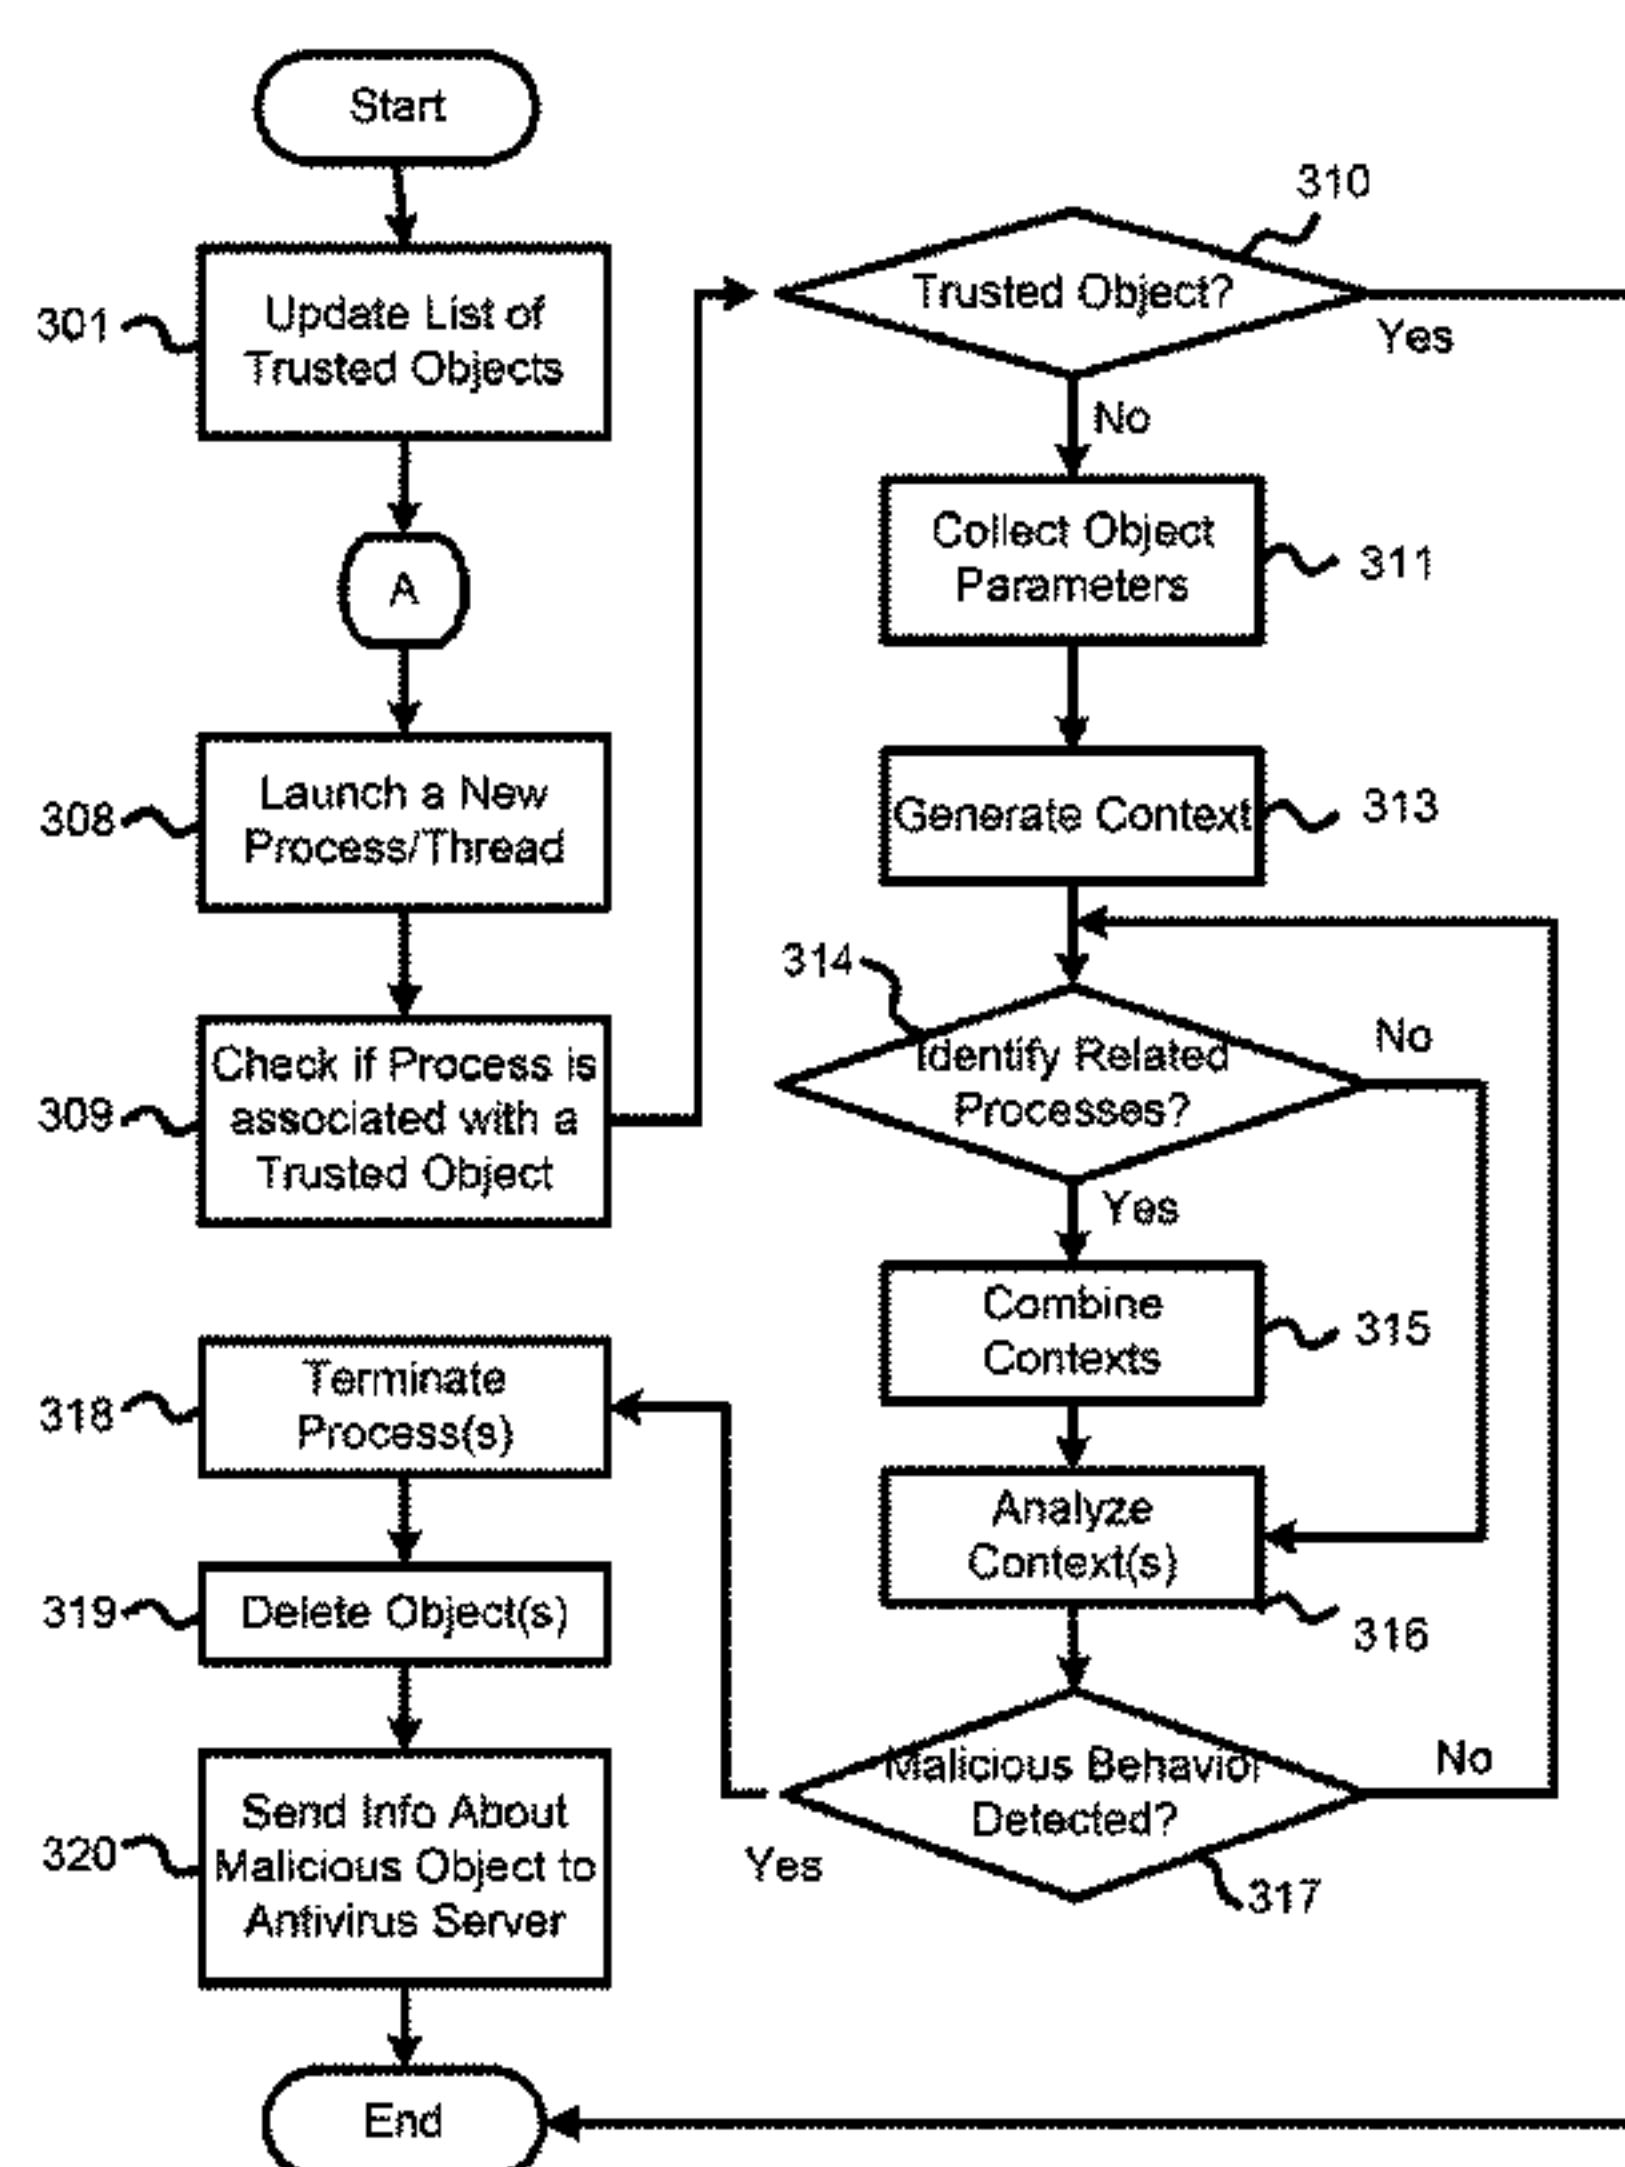 Start
301
Update List of
Trusted Objects
A
308
Launch a New
Process/Thread
309
Check if Process is
associated with a
Trusted Object
310
Trusted Object?
Yes
No
Collect Object
Parameters
311
Generate Context
313
314
Identify Related
Processes?
No
Yes
Combine
Contexts
315
Analyze
Context(s)
316
Malicious Behavior
Detected?
No
Yes
317
318
Terminate
Process(s)
319
Delete Object(s)
320
Send Info About
Malicious Object to
Antivirus Server
End